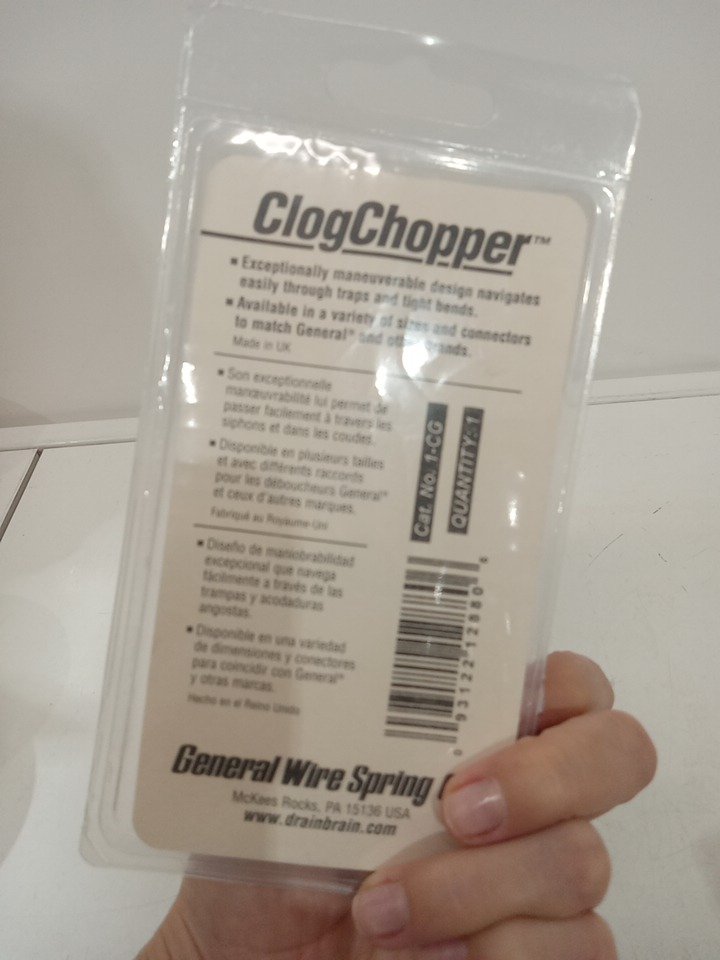 ClogChopper™
▪ Exceptionally maneuverable design navigates
easily through traps and tight bends.
▪ Available in a variety of sizes and connectors
to match General® and other brands.
Made in UK
▪ Son exceptionnelle
manœuvrabilité lui permet de
passer facilement à travers les
siphons et dans les coudes.
▪ Disponible en plusieurs tailles
et avec différents raccords
pour les déboucheurs General®
et ceux d'autres marques.
Fabriqué au Royaume-Uni
▪ Diseño de maniobrabilidad
excepcional que navega
fácilmente a través de las
trampas y acodaduras
angostas.
▪ Disponible en una variedad
de dimensiones y conectores
para coincidir con General®
y otras marcas.
Hecho en el Reino Unido
Cat. No. 1-CG
QUANTITY: 1
0 93122 12880 6
General Wire Spring
McKees Rocks, PA 15136 USA
www.drainbrain.com